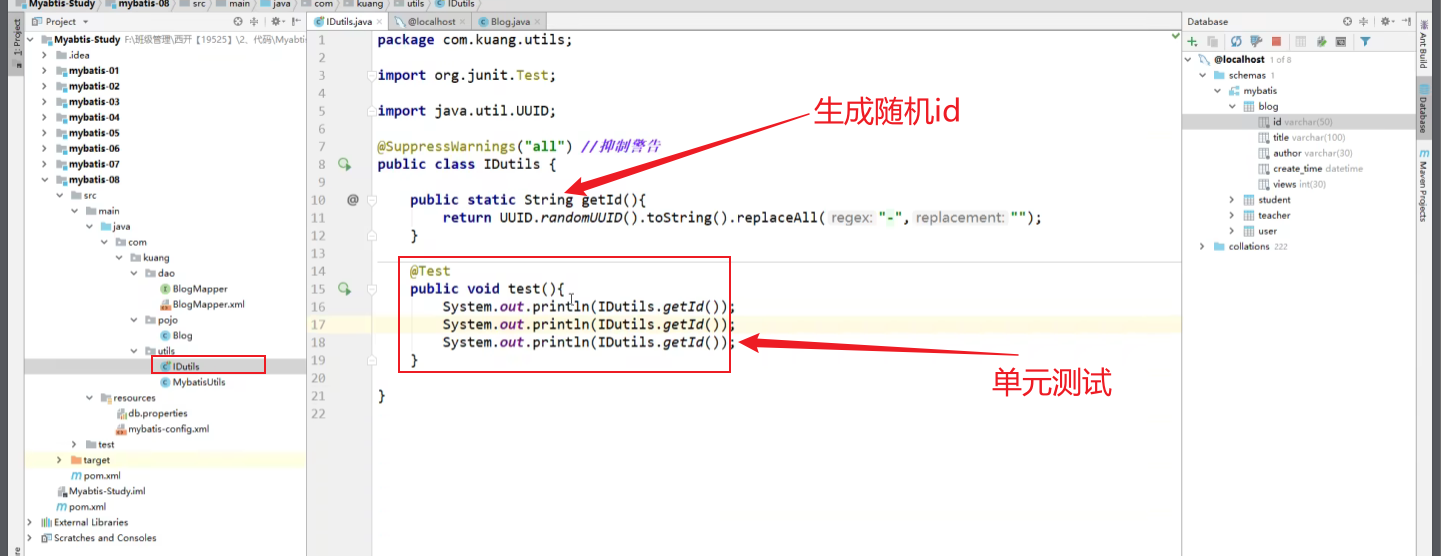 Myabtis-Study mybatis-08 src main java com kuang utils IDutils
Project
IDutils.java @localhost Blog.java
Database
1: Project
Myabtis-Study F:\班级管理\西开【19525】\2、代码\Myabtis
.idea
mybatis-01
mybatis-02
mybatis-03
mybatis-04
mybatis-05
mybatis-06
mybatis-07
mybatis-08
src
main
java
com
kuang
dao
BlogMapper
BlogMapper.xml
pojo
Blog
utils
IDutils
MybatisUtils
resources
db.properties
mybatis-config.xml
test
target
pom.xml
Myabtis-Study.iml
pom.xml
External Libraries
Scratches and Consoles
1 package com.kuang.utils;
2
3 import org.junit.Test;
4
5 import java.util.UUID;
6
7 @SuppressWarnings("all") //抑制警告
8 public class IDutils {
9
10 @ public static String getId(){
11 return UUID.randomUUID().toString().replaceAll( regex: "-", replacement: "");
12 }
13
14 @Test
15 public void test(){
16 System.out.println(IDutils.getId());
17 System.out.println(IDutils.getId());
18 System.out.println(IDutils.getId());
19 }
20
21 }
22
生成随机id
单元测试
@localhost 1 of 8
schemas 1
mybatis
blog
id varchar(50)
title varchar(100)
author varchar(30)
create_time datetime
views int(30)
student
teacher
user
collations 222
Ant Build
Database
Maven Projects